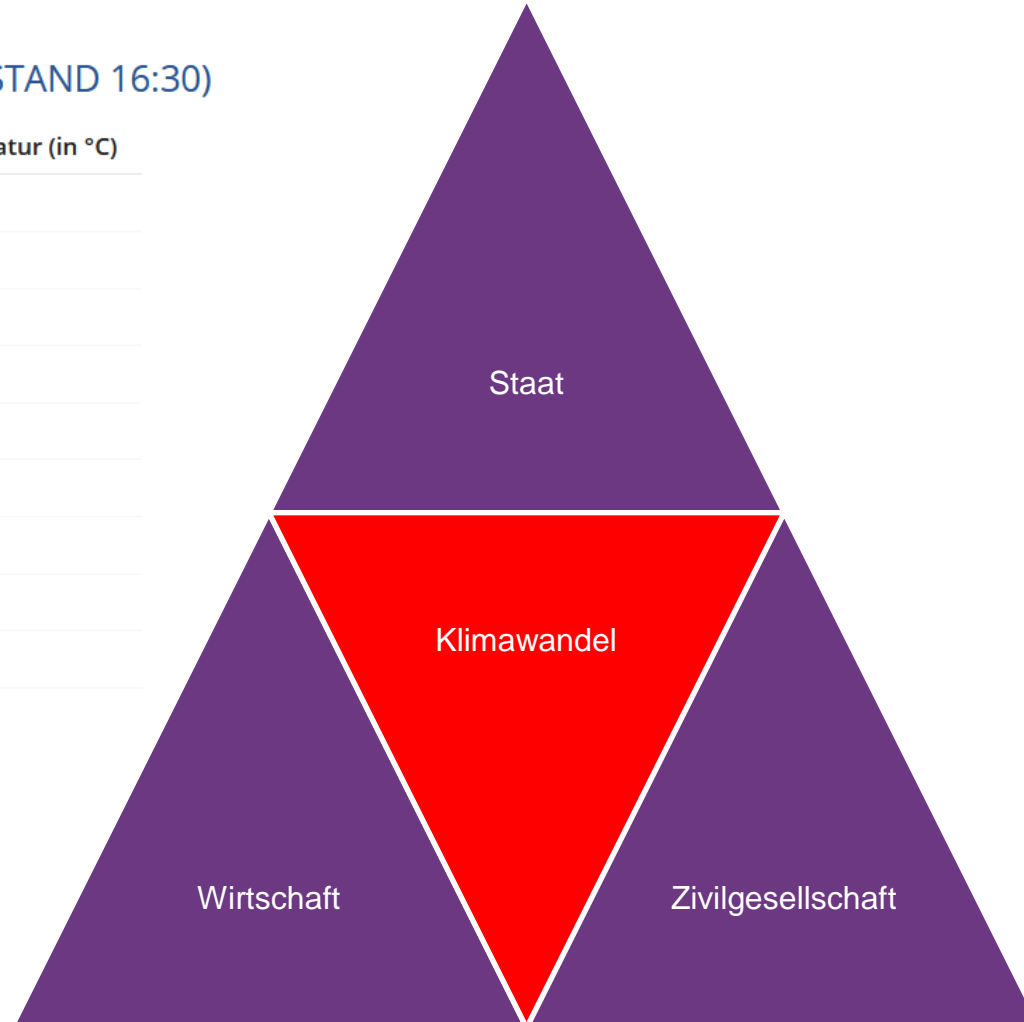 STAND 16:30)
atur (in °C)
Staat
Klimawandel
Wirtschaft
Zivilgesellschaft